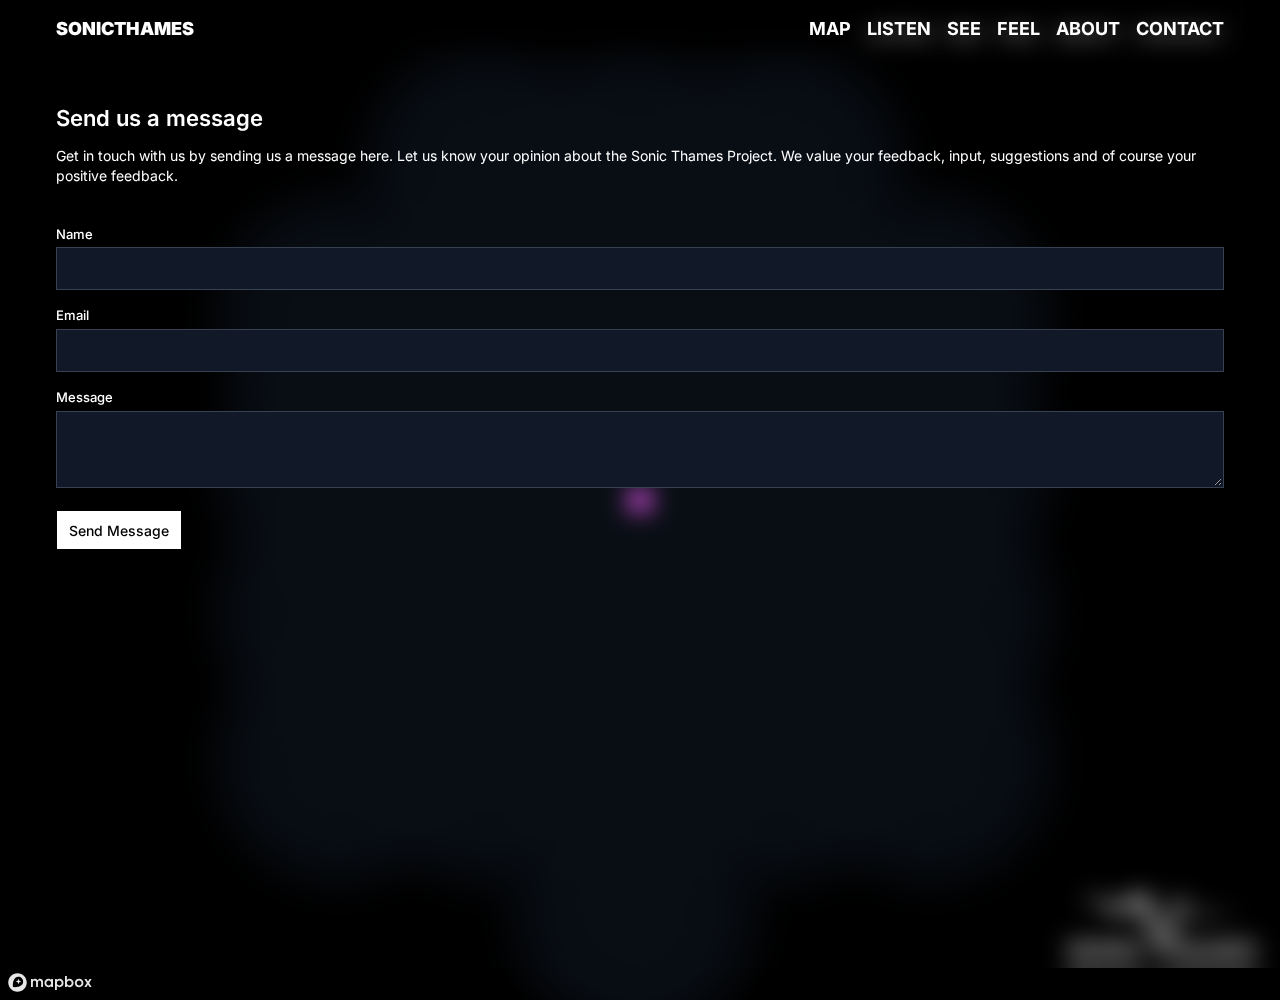 SONICTHAMES
MAP LISTEN SEE FEEL ABOUT CONTACT
Send us a message
Get in touch with us by sending us a message here. Let us know your opinion about the Sonic Thames Project. We value your feedback, input, suggestions and of course your
positive feedback.
Name
Email
Message
Send Message
mapbox